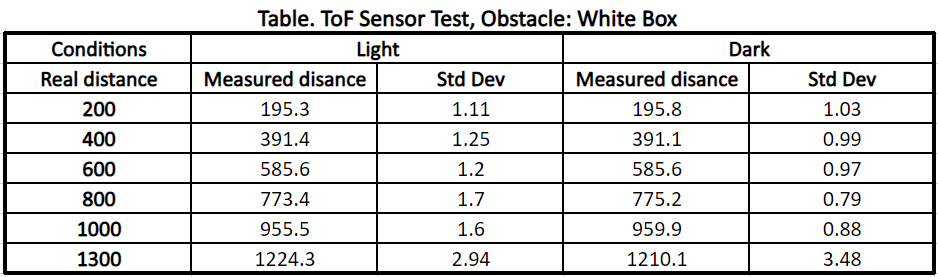 Table. ToF Sensor Test, Obstacle: White Box
Conditions Light Dark
Real distance Measured disance Std Dev Measured disance Std Dev
200 195.3 1.11 195.8 1.03
400 391.4 1.25 391.1 0.99
600 585.6 1.2 585.6 0.97
800 773.4 1.7 775.2 0.79
1000 955.5 1.6 959.9 0.88
1300 1224.3 2.94 1210.1 3.48